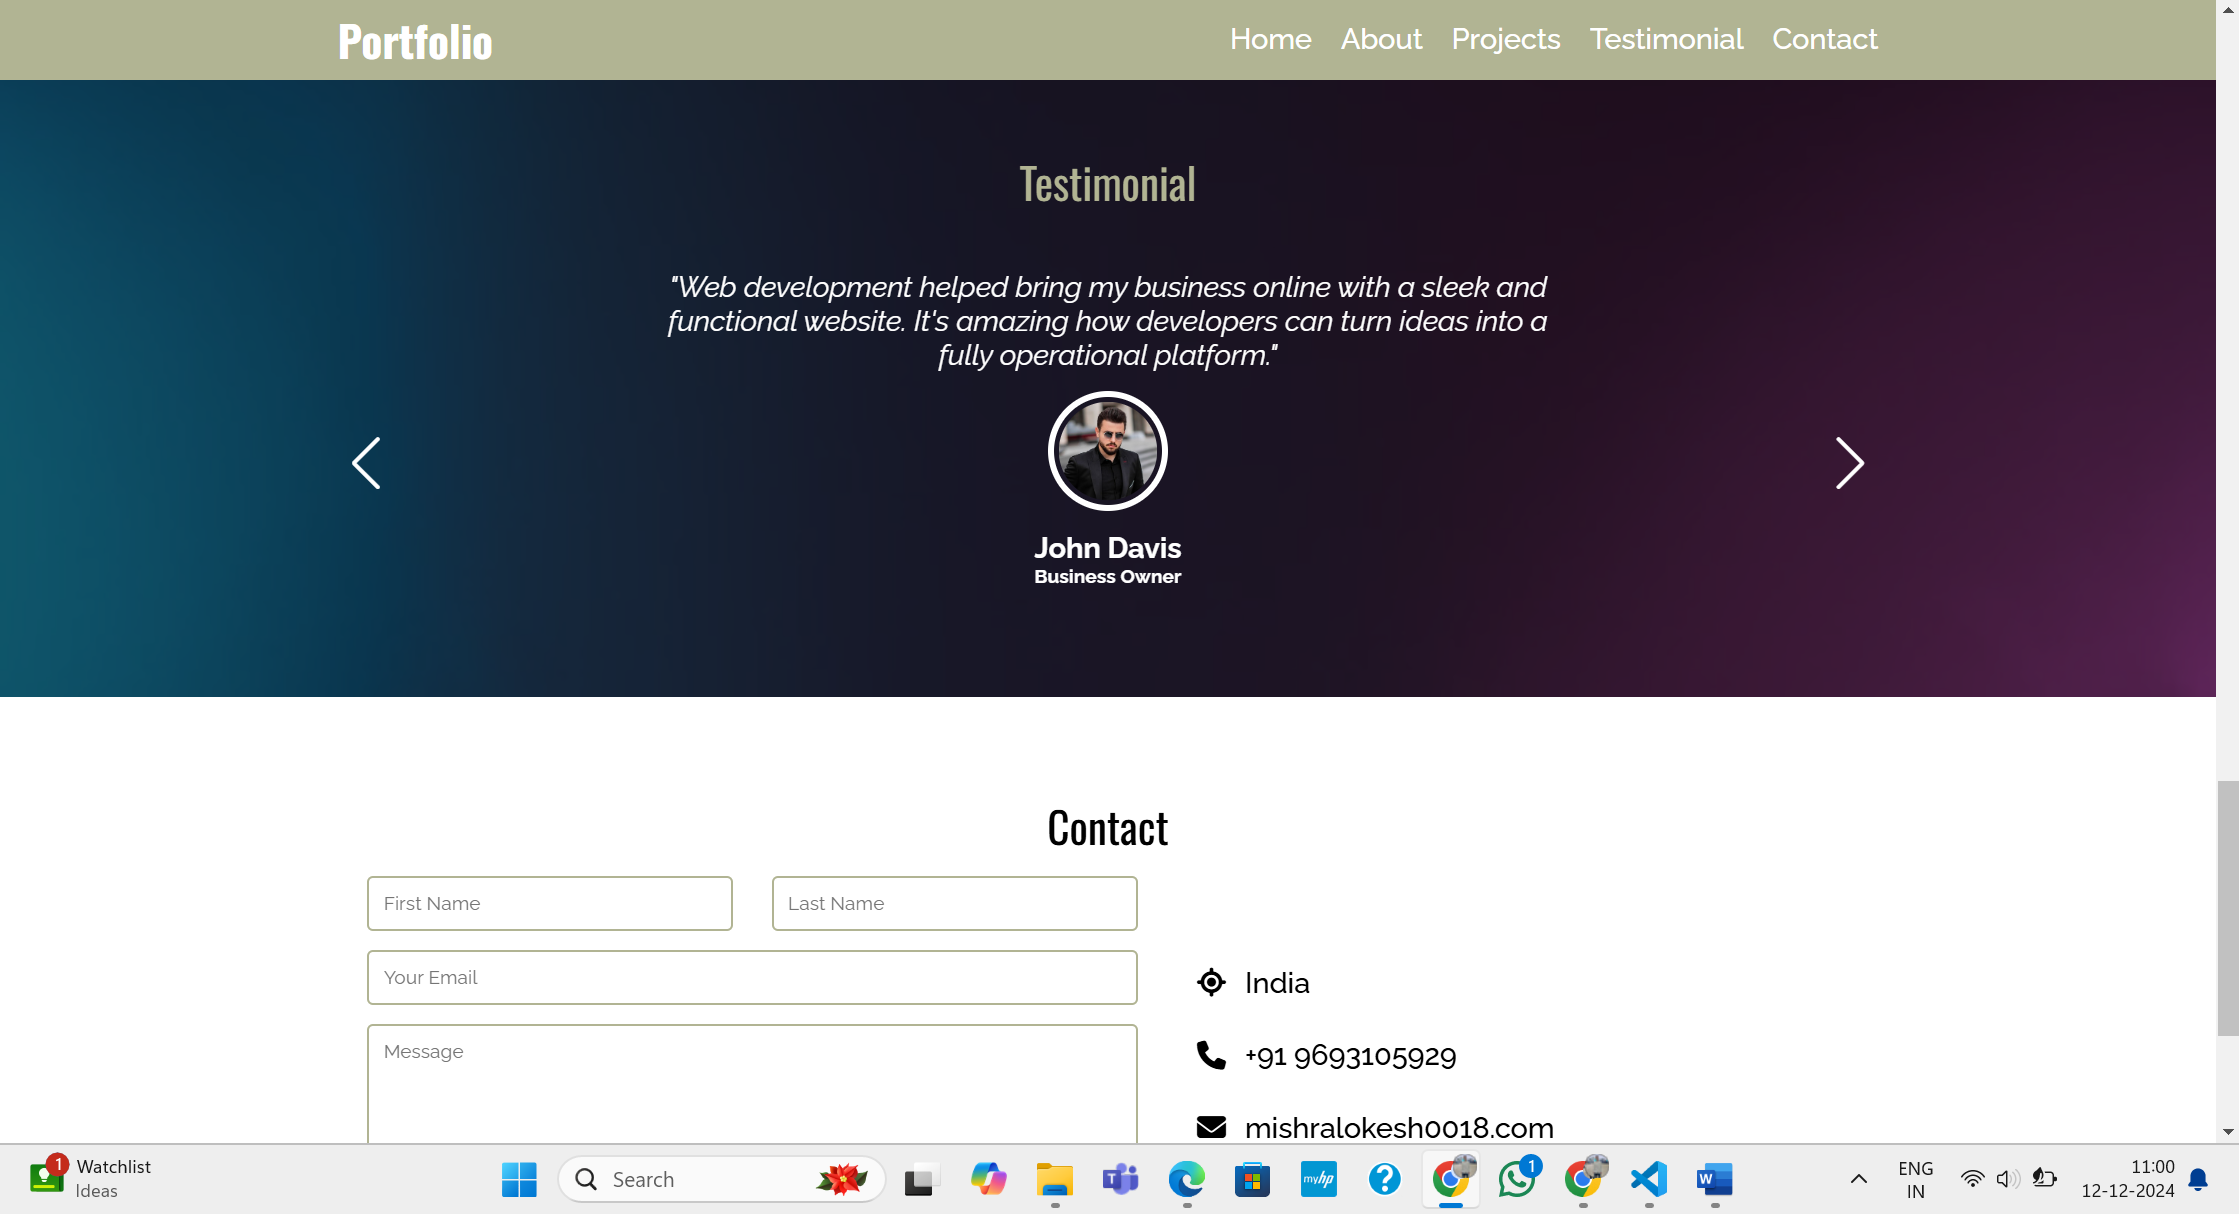 Portfolio
Home About Projects Testimonial Contact
Testimonial
"Web development helped bring my business online with a sleek and
functional website. It's amazing how developers can turn ideas into a
fully operational platform."
John Davis
Business Owner
Contact
First Name Last Name
Your Email
Message
India
+91 9693105929
mishralokesh0018.com
1
Watchlist
Ideas
Search
T
myhp
?
1
W
ENG
IN
11:00
12-12-2024